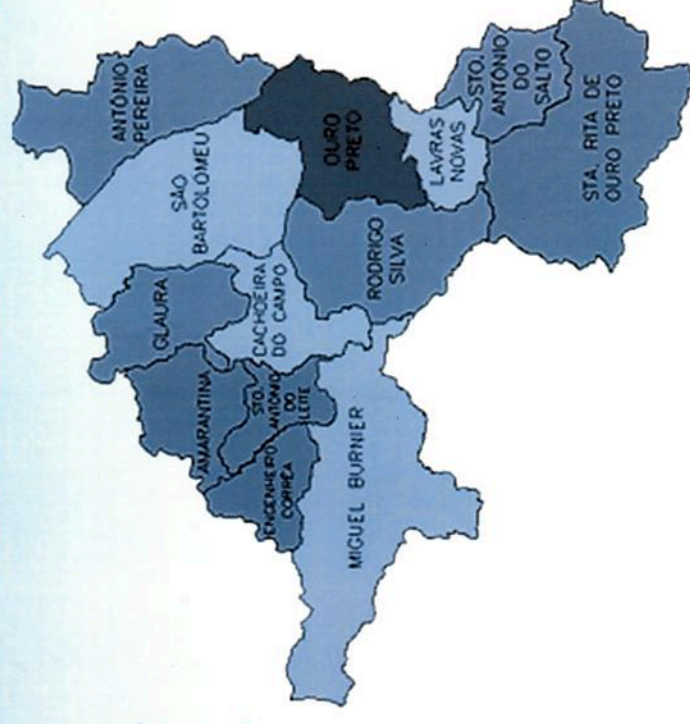 ANTÔNIO
PEREIRA
SÃO
BARTOLOMEU
OURO
PRETO
LAVRAS
NOVAS
STO.
ANTÔNIO
DO
SALTO
STA. RITA DE
OURO PRETO
RODRIGO
SILVA
GLAURA
CACHOEIRA
DO CAMPO
AMARANTINA
STO.
ANTÔNIO
DO
LEITE
ENGENHEIRO
CORRÊA
MIGUEL BURNIER